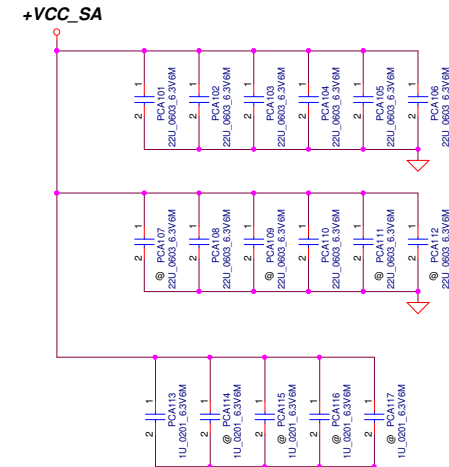 +VCC_SA
1
2
PCA101
22U_0603_6.3V6M
1
2
PCA102
22U_0603_6.3V6M
1
2
PCA103
22U_0603_6.3V6M
1
2
PCA104
22U_0603_6.3V6M
1
2
PCA105
22U_0603_6.3V6M
1
2
PCA106
22U_0603_6.3V6M
1
2
@ PCA107
22U_0603_6.3V6M
1
2
PCA108
22U_0603_6.3V6M
1
2
@ PCA109
22U_0603_6.3V6M
1
2
PCA110
22U_0603_6.3V6M
1
2
@ PCA111
22U_0603_6.3V6M
1
2
@ PCA112
22U_0603_6.3V6M
1
2
PCA113
1U_0201_6.3V6M
1
2
@ PCA114
1U_0201_6.3V6M
1
2
@ PCA115
1U_0201_6.3V6M
1
2
@ PCA116
1U_0201_6.3V6M
1
2
@ PCA117
1U_0201_6.3V6M